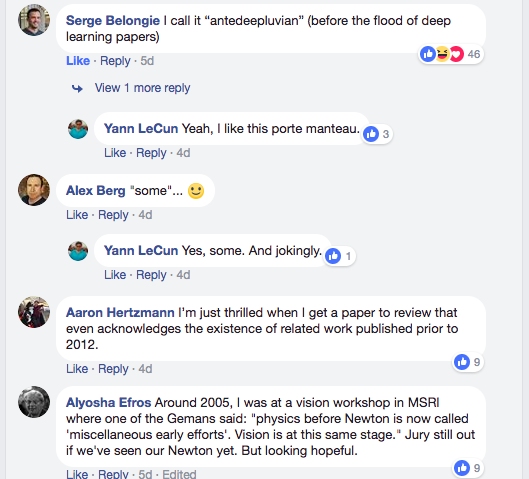 Serge Belongie I call it “antedeepluvian” (before the flood of deep
learning papers)
46
Like · Reply · 5d
View 1 more reply
Yann LeCun Yeah, I like this porte manteau.
3
Like · Reply · 4d
Alex Berg "some"...
Like · Reply · 4d
Yann LeCun Yes, some. And jokingly.
1
Like · Reply · 4d
Aaron Hertzmann I'm just thrilled when I get a paper to review that
even acknowledges the existence of related work published prior to
2012.
9
Like · Reply · 4d
Alyosha Efros Around 2005, I was at a vision workshop in MSRI
where one of the Gemans said: "physics before Newton is now called
'miscellaneous early efforts'. Vision is at this same stage." Jury still out
if we've seen our Newton yet. But looking hopeful.
9
Like · Reply · 5d · Edited